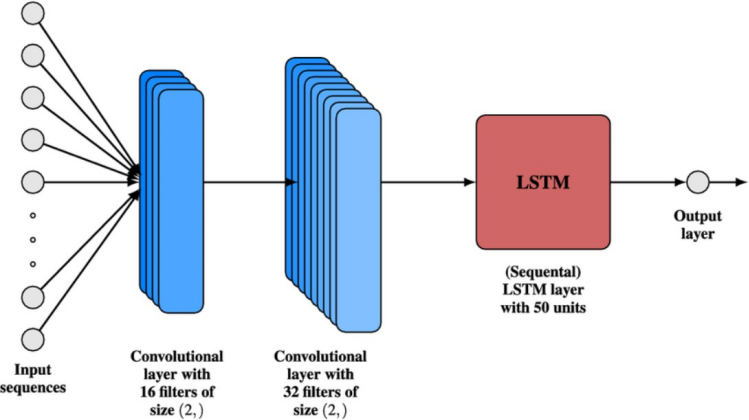 LSTM
Output
layer
(Sequental)
LSTM layer
with 50 units
Input
sequences
Convolutional
layer with
16 filters of
size (2,)
Convolutional
layer with
32 filters of
size (2,)